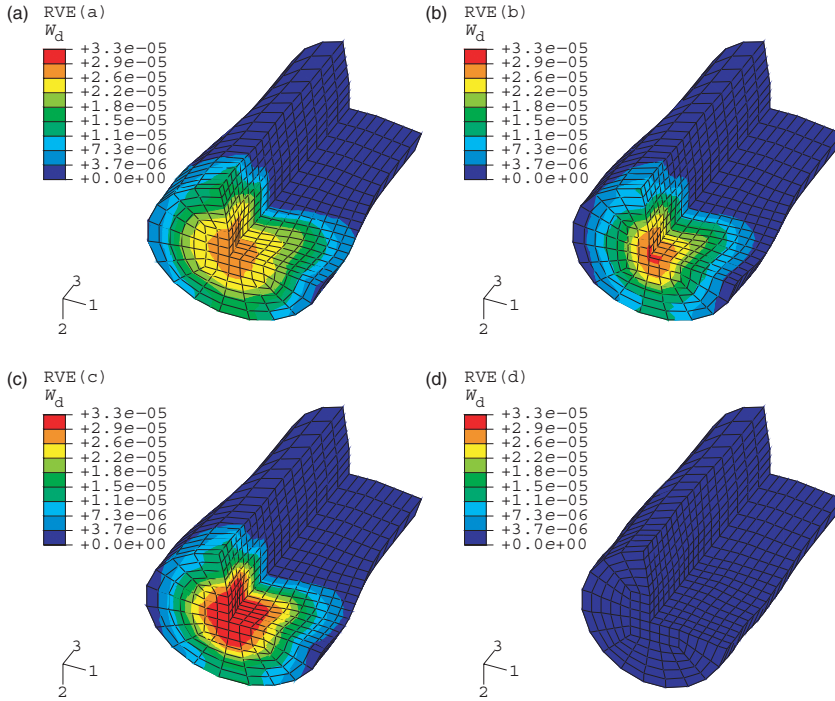 (a) RVE(a)
W_d
+3.3e-05
+2.9e-05
+2.6e-05
+2.2e-05
+1.8e-05
+1.5e-05
+1.1e-05
+7.3e-06
+3.7e-06
+0.0e+00
3
1
2
(b) RVE(b)
W_d
+3.3e-05
+2.9e-05
+2.6e-05
+2.2e-05
+1.8e-05
+1.5e-05
+1.1e-05
+7.3e-06
+3.7e-06
+0.0e+00
3
1
2
(c) RVE(c)
W_d
+3.3e-05
+2.9e-05
+2.6e-05
+2.2e-05
+1.8e-05
+1.5e-05
+1.1e-05
+7.3e-06
+3.7e-06
+0.0e+00
3
1
2
(d) RVE(d)
W_d
+3.3e-05
+2.9e-05
+2.6e-05
+2.2e-05
+1.8e-05
+1.5e-05
+1.1e-05
+7.3e-06
+3.7e-06
+0.0e+00
3
1
2